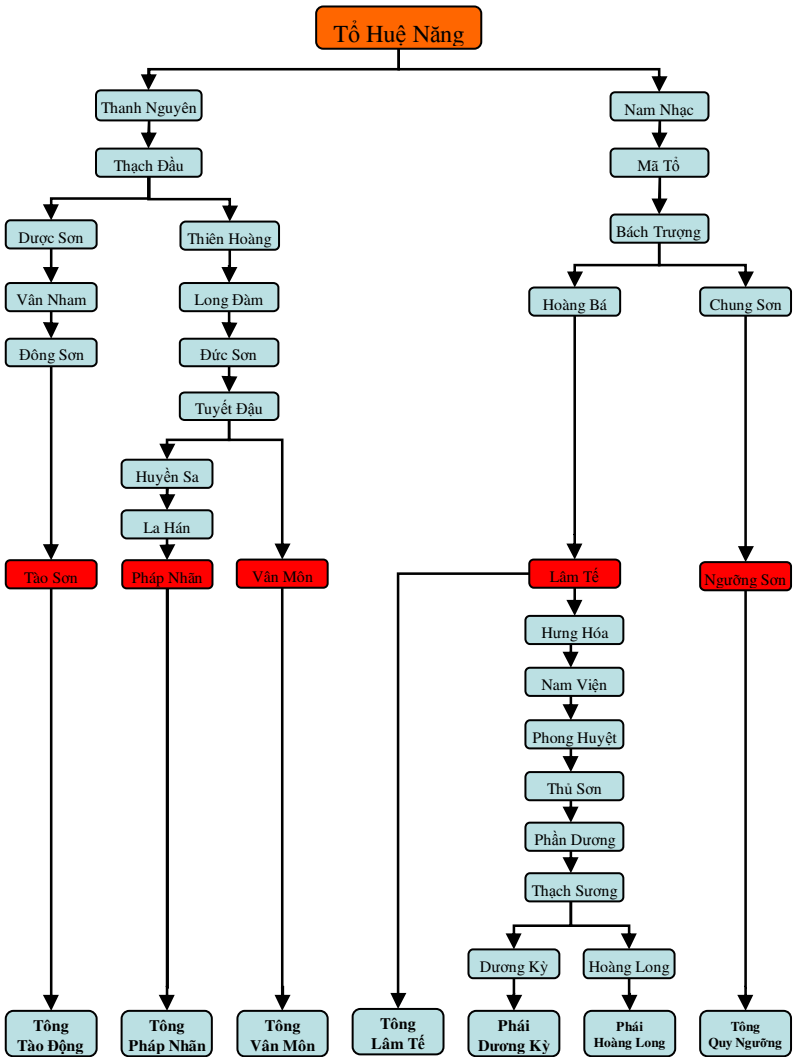 Tổ Huệ Năng
Thanh Nguyên
Nam Nhạc
Thạch Đầu
Mã Tổ
Dược Sơn
Thiên Hoàng
Bách Trượng
Vân Nham
Long Đàm
Hoàng Bá
Chung Sơn
Đông Sơn
Đức Sơn
Tuyết Đậu
Huyền Sa
La Hán
Tào Sơn
Pháp Nhãn
Vân Môn
Lâm Tế
Ngưỡng Sơn
Hưng Hóa
Nam Viện
Phong Huyệt
Thủ Sơn
Phần Dương
Thạch Sương
Dương Kỳ
Hoàng Long
Tông
Tào Động
Tông
Pháp Nhãn
Tông
Vân Môn
Tông
Lâm Tế
Phái
Dương Kỳ
Phái
Hoàng Long
Tông
Quy Ngưỡng